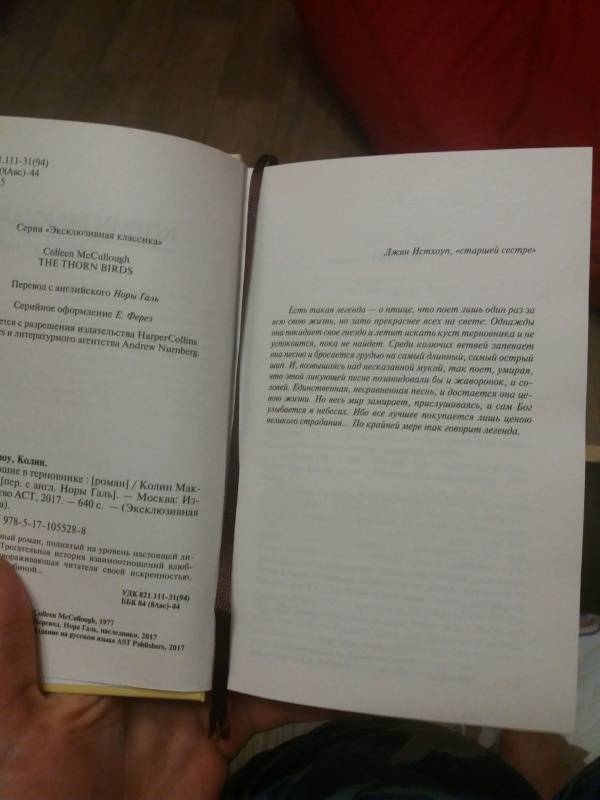 1.111-31(94)
(8Авс)-44
5
Серия «Эксклюзивная классика»
Colleen McCullough
THE THORN BIRDS
Перевод с английского Норы Галь
Серийное оформление Е. Ферез
ется с разрешения издательства HarperCollins
s и литературного агентства Andrew Nurnberg.
лоу, Колин.
ющие в терновнике : [роман] / Колин Мак-
[пер. с англ. Норы Галь]. — Москва: Из-
тво АСТ, 2017. — 640 с. — (Эксклюзивная
а).
978-5-17-105528-8
ный роман, поднятый на уровень настоящей ли-
Трогательная история взаимоотношений влюб-
вораживающая читателя своей искренностью,
биной...
УДК 821.111-31(94)
ББК 84 (8Авс)-44
Colleen McCullough, 1977
Перевод. Нора Галь, наследники, 2017
Издание на русском языке AST Publishers, 2017
Джин Истхоуп, «старшей сестре»
Есть такая легенда — о птице, что поет лишь один раз за
всю свою жизнь, но зато прекраснее всех на свете. Однажды
она покидает свое гнездо и летит искать куст терновника и не
успокоится, пока не найдет. Среди колючих ветвей запевает
она песню и бросается грудью на самый длинный, самый острый
шип. И, возвышаясь над несказанной мукой, так поет, умирая,
что этой ликующей песне позавидовали бы и жаворонок, и со-
ловей. Единственная, несравненная песнь, и достается она це-
ною жизни. Но весь мир замирает, прислушиваясь, и сам Бог
улыбается в небесах. Ибо все лучшее покупается лишь ценою
великого страдания... По крайней мере так говорит легенда.